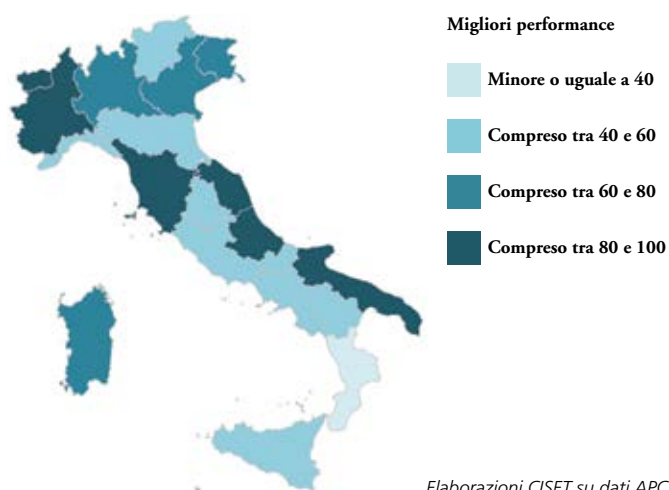 Migliori performance
Minore o uguale a 40
Compreso tra 40 e 60
Compreso tra 60 e 80
Compreso tra 80 e 100
Elaborazioni CISET su dati APC